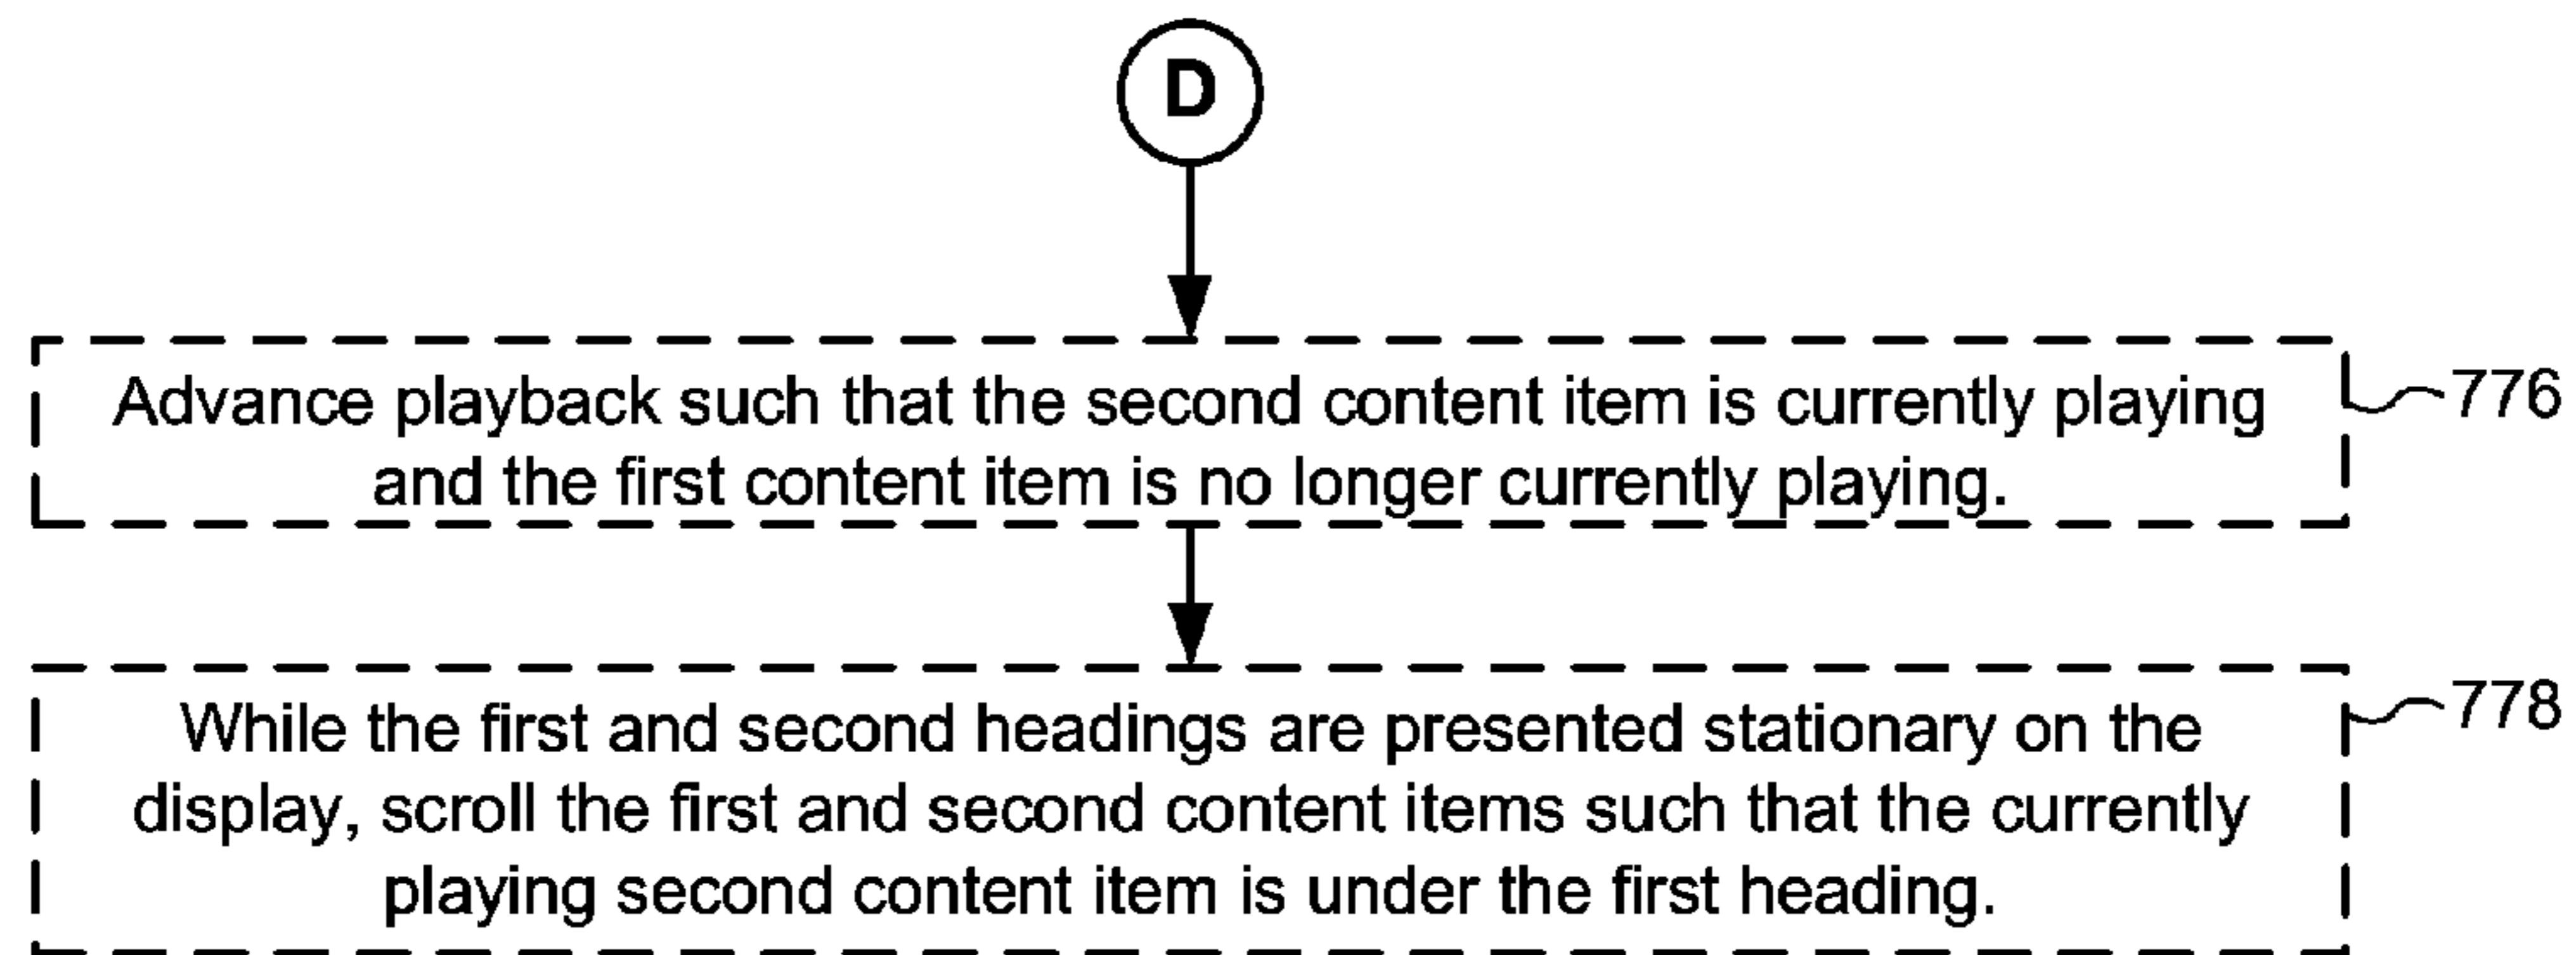 D
Advance playback such that the second content item is currently playing
776
and the first content item is no longer currently playing.
While the first and second headings are presented stationary on the
778
display, scroll the first and second content items such that the currently
playing second content item is under the first heading.